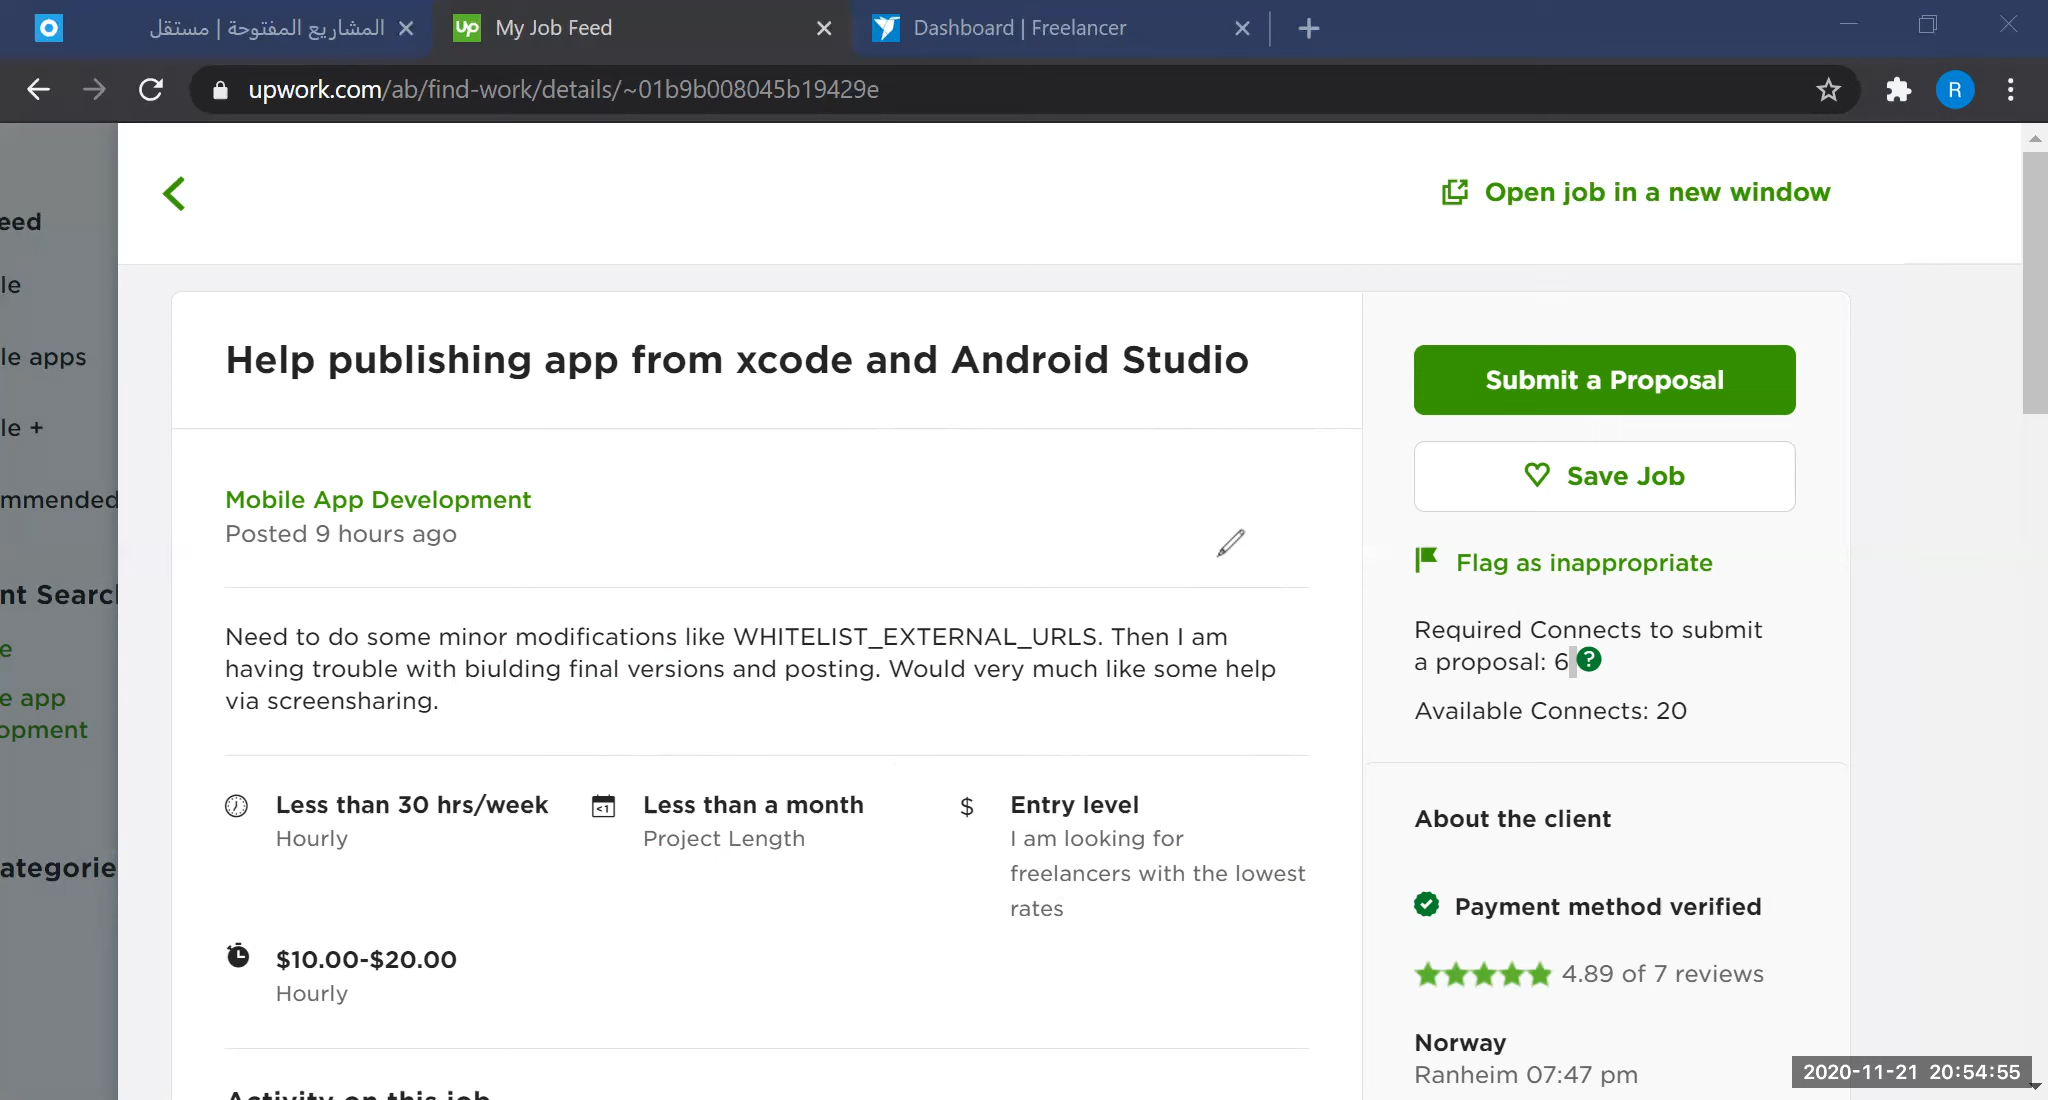 المشاريع المفتوحة | مستقل
My Job Feed
Dashboard | Freelancer
upwork.com/ab/find-work/details/~01b9b008045b19429e
R
Open job in a new window
eed
le
le apps
le +
mmended
nt Searcl
e
e app
opment
ategorie
Help publishing app from xcode and Android Studio
Mobile App Development
Posted 9 hours ago
Need to do some minor modifications like WHITELIST_EXTERNAL_URLS. Then I am
having trouble with biulding final versions and posting. Would very much like some help
via screensharing.
Less than 30 hrs/week
Hourly
Less than a month
Project Length
Entry level
I am looking for
freelancers with the lowest
rates
$10.00-$20.00
Hourly
Activity on this job
Submit a Proposal
Save Job
Flag as inappropriate
Required Connects to submit
a proposal: 6
Available Connects: 20
About the client
Payment method verified
4.89 of 7 reviews
Norway
Ranheim 07:47 pm
2020-11-21 20:54:55